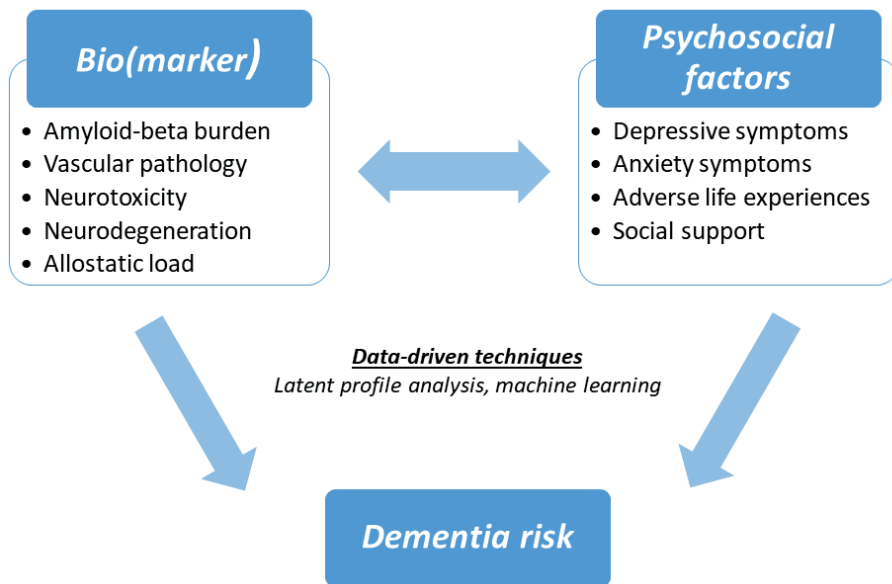 Bio(marker)
• Amyloid-beta burden
• Vascular pathology
• Neurotoxicity
• Neurodegeneration
• Allostatic load
Psychosocial
factors
• Depressive symptoms
• Anxiety symptoms
• Adverse life experiences
• Social support
Data-driven techniques
Latent profile analysis, machine learning
Dementia risk